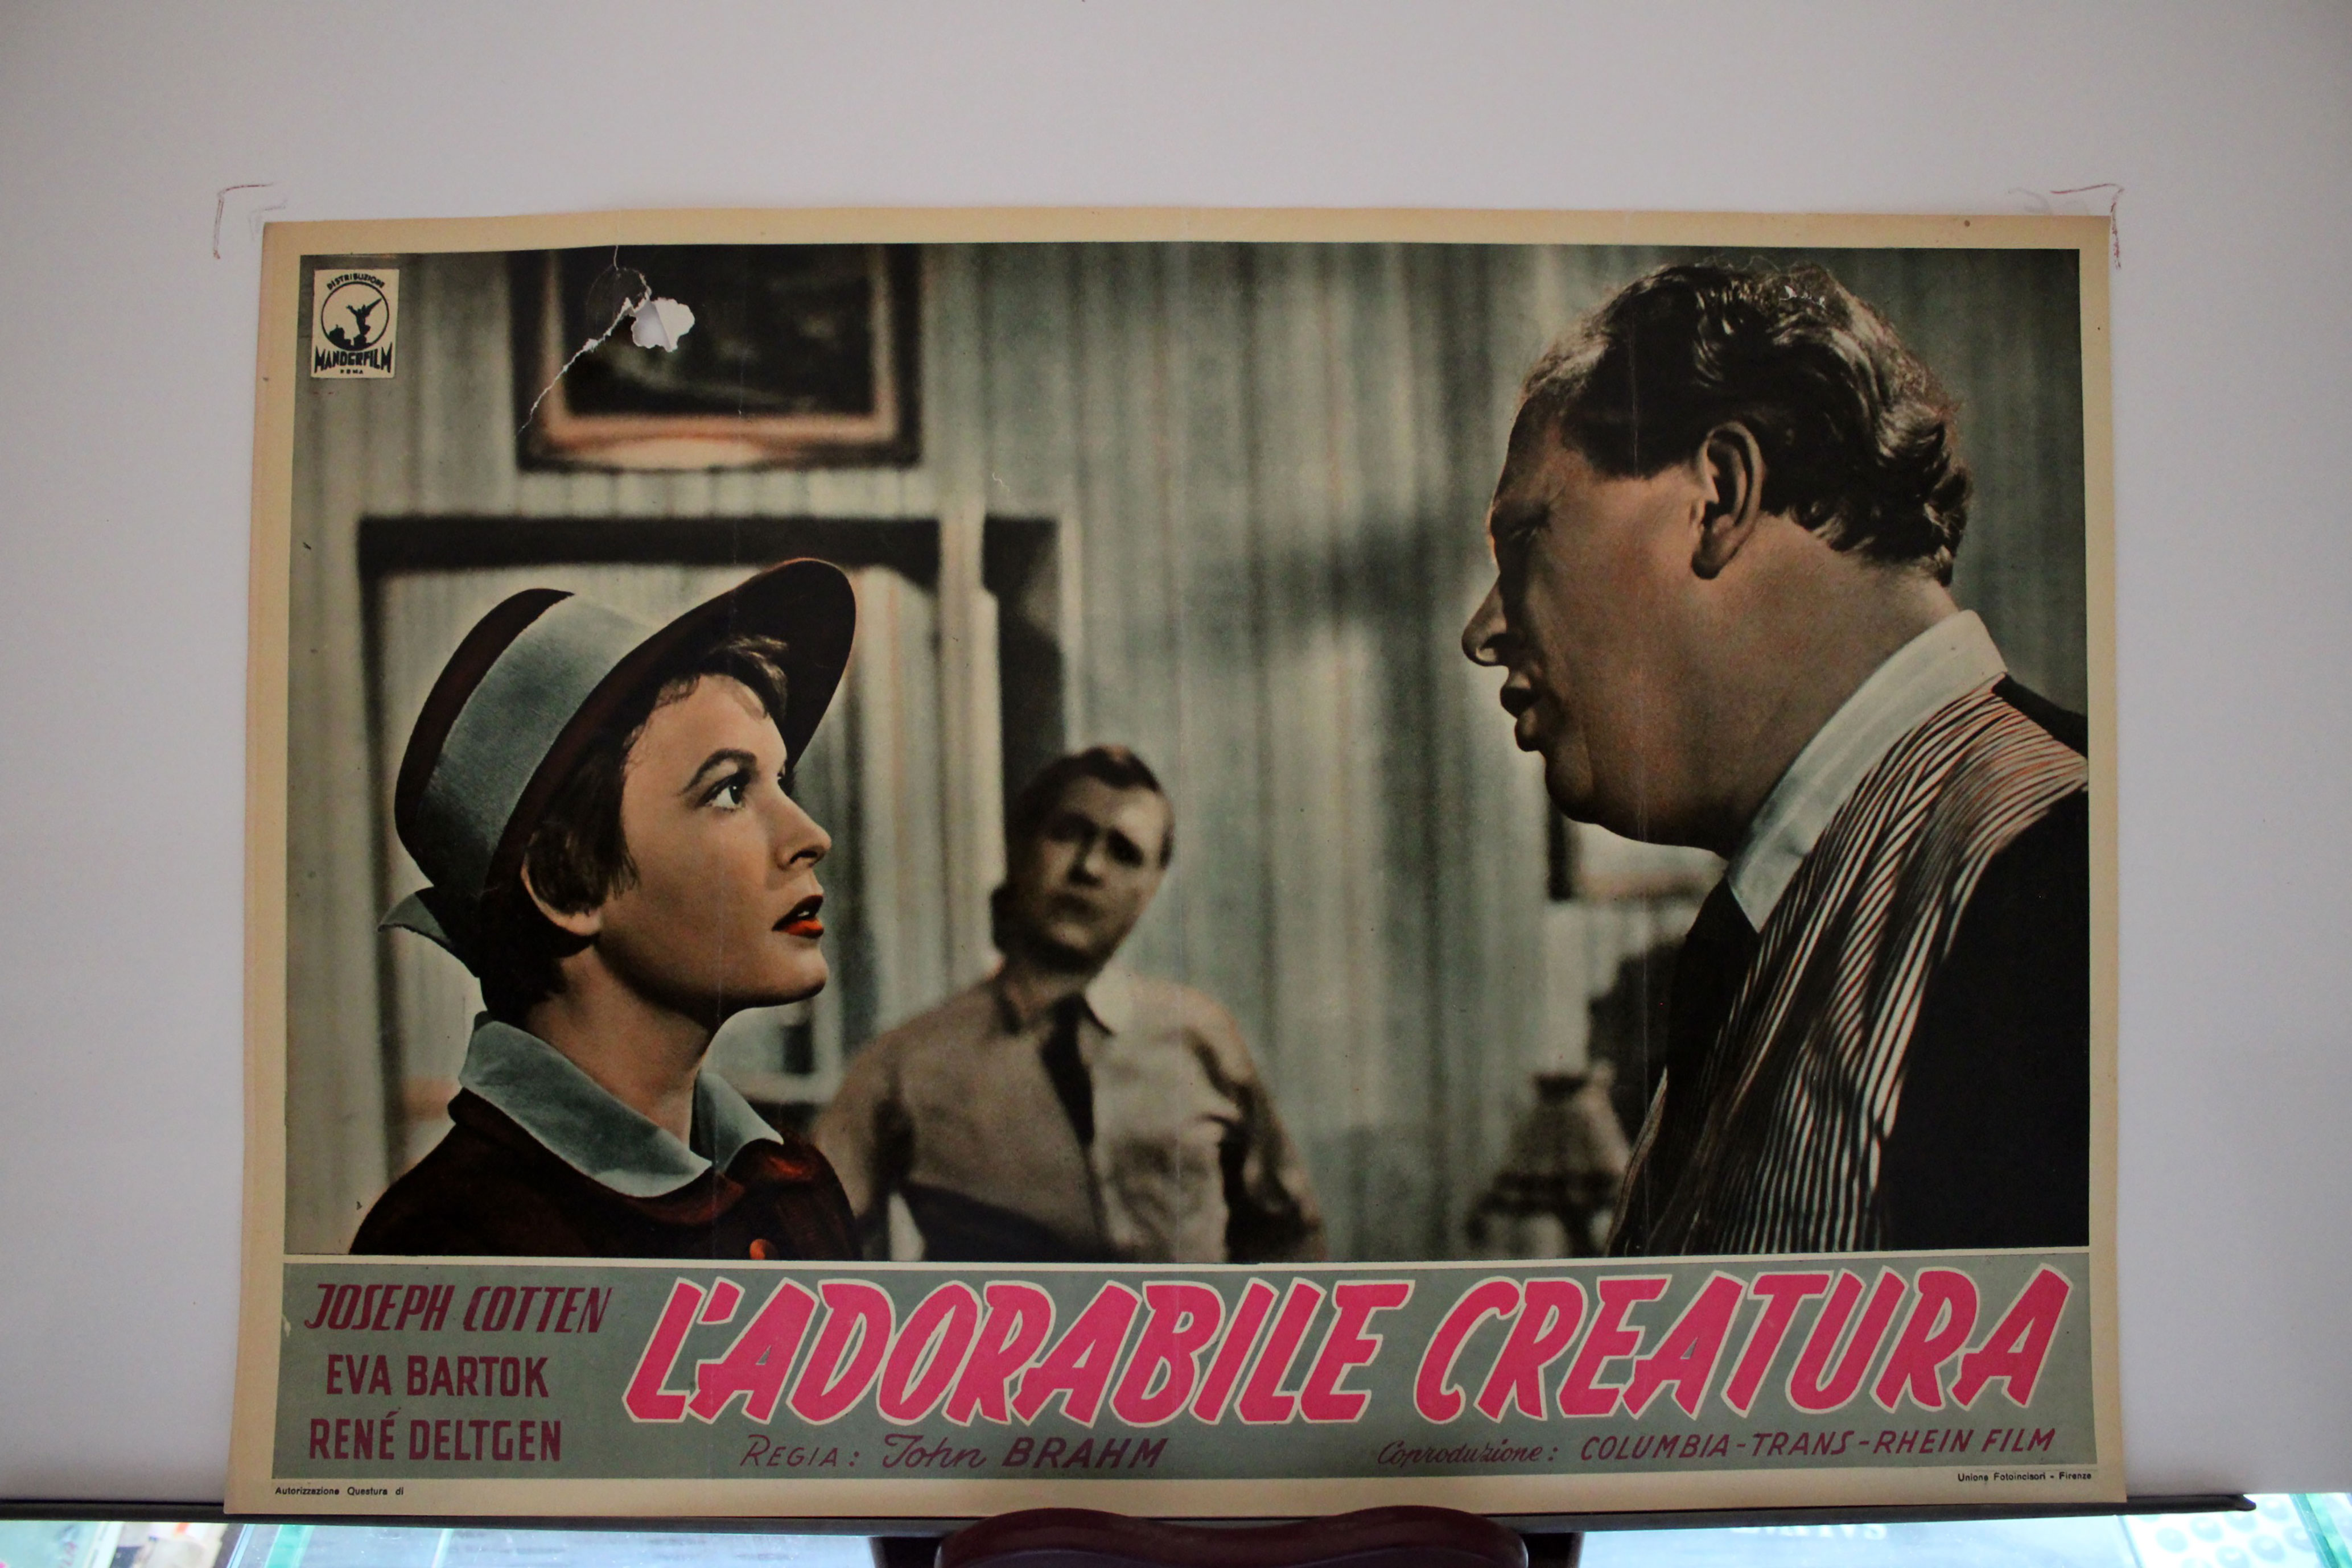 DISTRIBUZIONE
MANDERFILM
ROMA
JOSEPH COTTEN
EVA BARTOK
RENÉ DELTGEN
L'ADORABILE CREATURA
REGIA: John BRAHM
Coproduzione: COLUMBIA-TRANS-RHEIN FILM
Autorizzazione Questura di
Unione Fotoincisori - Firenze